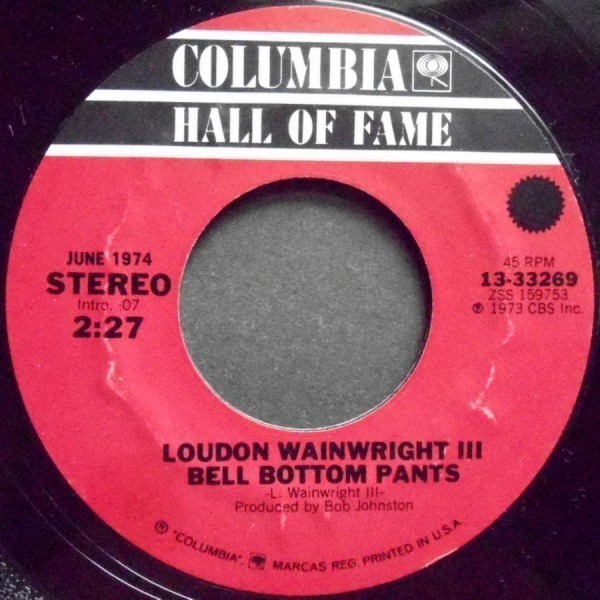 COLUMBIA
HALL OF FAME
JUNE 1974
STEREO
Intro. :07
2:27
45 RPM
13-33269
ZSS 159753
℗ 1973 CBS Inc.
LOUDON WAINWRIGHT III
BELL BOTTOM PANTS
-L. Wainwright III-
Produced by Bob Johnston
® "COLUMBIA", MARCAS REG. PRINTED IN U.S.A.